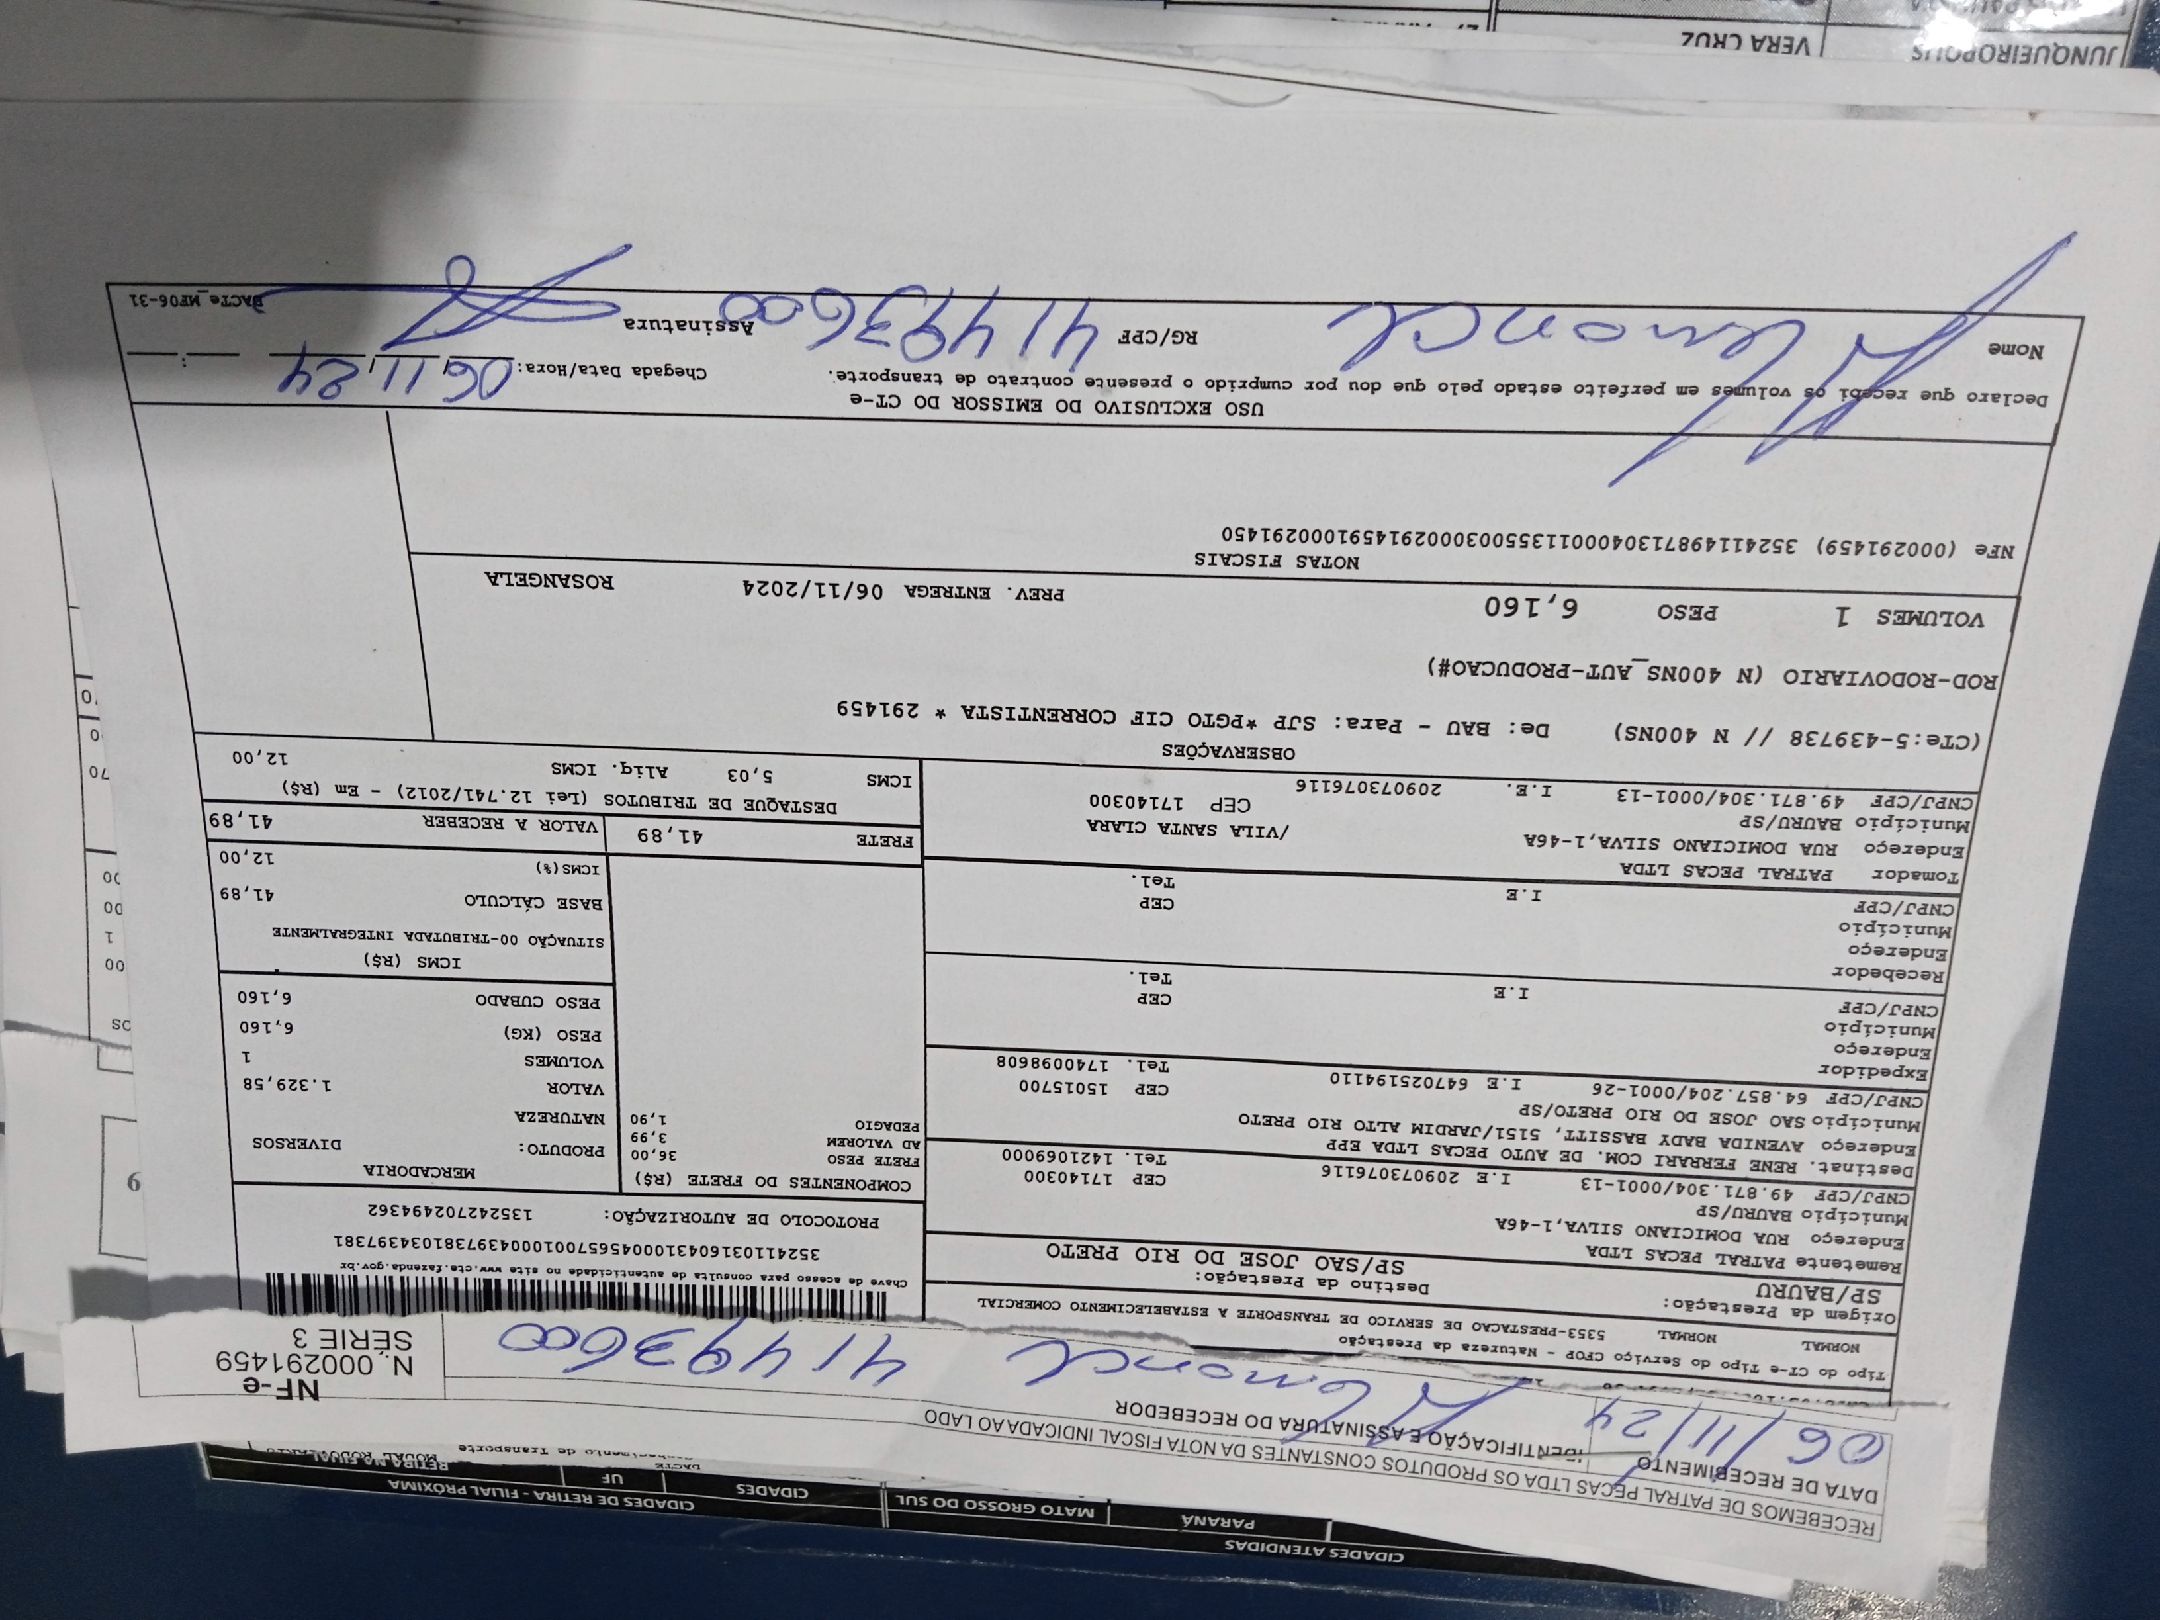 CIDADES ATENDIDAS
PARANÁ
MATO GROSSO DO SUL
CIDADES DE RETIRA - FILIAL PRÓXIMA
CIDADES
UF
RETIRA NA FILIAL
RECEBEMOS DE PATRAL PEÇAS LTDA OS PRODUTOS CONSTANTES DA NOTA FISCAL INDICADA AO LADO
DATA DE RECEBIMENTO
IDENTIFICAÇÃO E ASSINATURA DO RECEBEDOR
06/11/24
41493600
NF-e
N. 000291459
SÉRIE 3
DACTE
MODAL RODOVIÁRIO
Tipo do CT-e Tipo do Serviço CFOP - Natureza da Prestação
NORMAL NORMAL 5353-PRESTACAO DE SERVICO DE TRANSPORTE A ESTABELECIMENTO COMERCIAL
Origem da Prestação: Destino da Prestação:
SP/BAURU SP/SAO JOSE DO RIO PRETO
Remetente PATRAL PECAS LTDA
Endereço RUA DOMICIANO SILVA,1-46A
Município BAURU/SP CEP 17140300
CNPJ/CPF 49.871.304/0001-13 I.E 209073076116 Tel. 1421069000
Destinat. RENE FERRARI COM. DE AUTO PECAS LTDA EPP
Endereço AVENIDA BADY BASSITT, 5151/JARDIM ALTO RIO PRETO
Município SAO JOSE DO RIO PRETO/SP CEP 15015700
CNPJ/CPF 64.857.204/0001-26 I.E 647025194110 Tel. 1740098608
Expedidor
Endereço
Município CEP
CNPJ/CPF I.E Tel.
Recebedor
Endereço
Município CEP
CNPJ/CPF I.E Tel.
Tomador PATRAL PECAS LTDA
Endereço RUA DOMICIANO SILVA,1-46A /VILA SANTA CLARA
Município BAURU/SP CEP 17140300
CNPJ/CPF 49.871.304/0001-13 I.E. 209073076116
Chave de acesso para consulta de autenticidade no site www.cte.fazenda.gov.br
PROTOCOLO DE AUTORIZAÇÃO: 135242702494362
COMPONENTES DO FRETE (R$)
FRETE PESO 36,00
AD VALOREM 3,99
PEDAGIO 1,90
MERCADORIA
PRODUTO: DIVERSOS
NATUREZA
VALOR 1.329,58
VOLUMES 1
PESO (KG) 6,160
PESO CUBADO 6,160
ICMS (R$)
SITUAÇÃO 00-TRIBUTADA INTEGRALMENTE
BASE CÁLCULO 41,89
ICMS(%) 12,00
FRETE 41,89 VALOR A RECEBER 41,89
DESTAQUE DE TRIBUTOS (Lei 12.741/2012) - Em (R$)
ICMS 5,03 Aliq. ICMS 12,00
OBSERVAÇÕES
(CTe:5-439738 // N 400NS) De: BAU - Para: SJP *PGTO CIF CORRENTISTA * 291459
ROD-RODOVIARIO (N 400NS_AUT-PRODUCAO#)
VOLUMES 1 PESO 6,160 PREV. ENTREGA 06/11/2024 ROSANGELA
NOTAS FISCAIS
NFe (000291459) 35241149871304000113550030002914591000291450
USO EXCLUSIVO DO EMISSOR DO CT-e
Declaro que recebi os volumes em perfeito estado pelo que dou por cumprido o presente contrato de transporte.
Chegada Data/Hora: 06 11 24
Nome RG/CPF 41493600 Assinatura
DACTe_MF06-31
JUNQUEIROPOLIS
VERA CRUZ